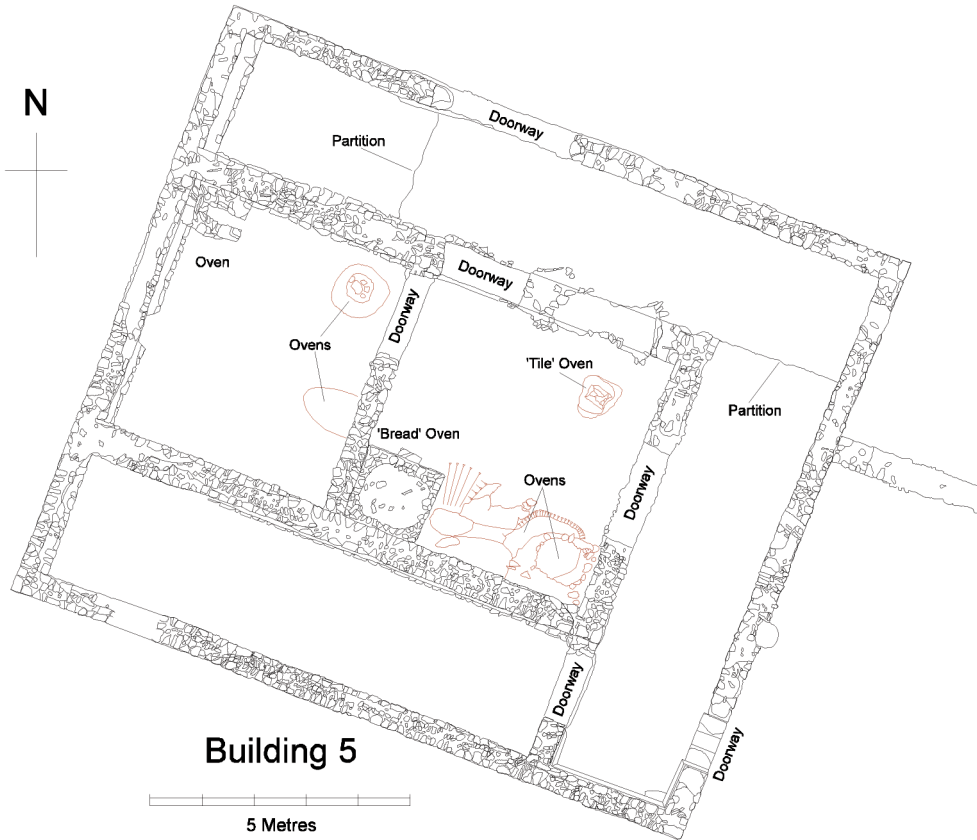 N
Doorway
Partition
Oven
Doorway
Doorway
Ovens
'Tile' Oven
Partition
'Bread' Oven
Ovens
Doorway
Doorway
Doorway
Building 5
5 Metres